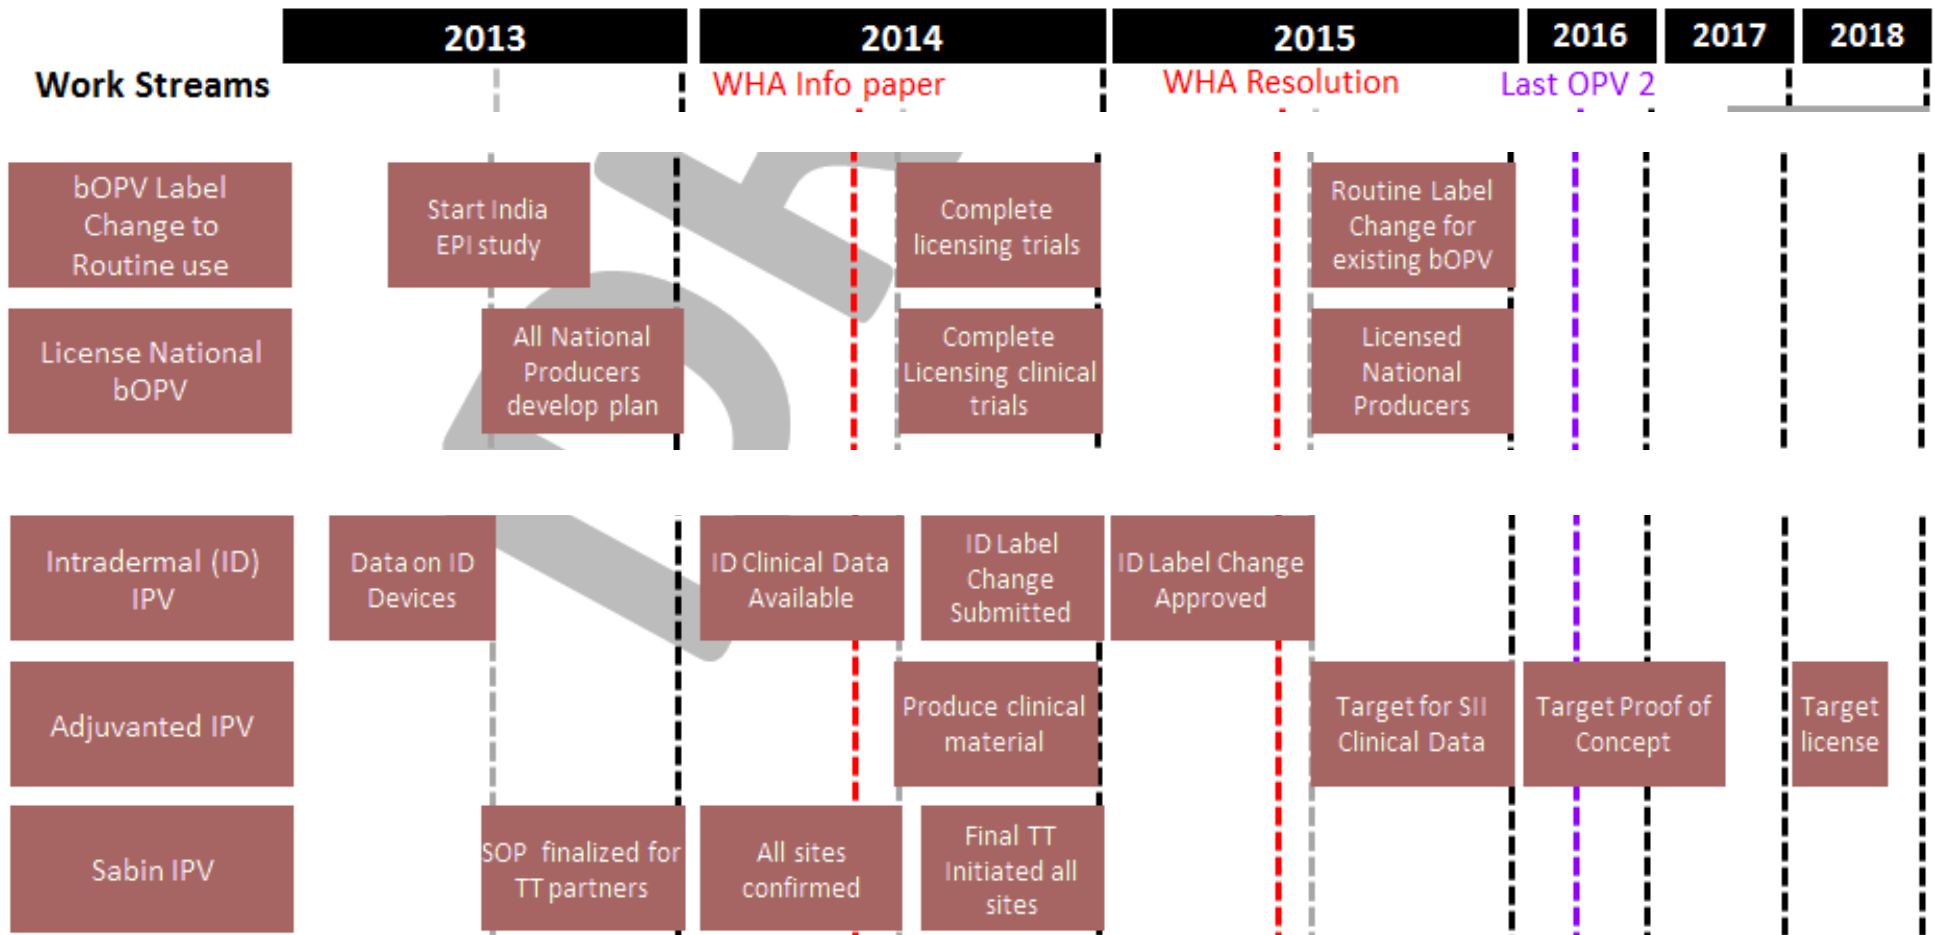 2013 2014 2015 2016 2017 2018
Work Streams WHA Info paper WHA Resolution Last OPV 2
bOPV Label
Change to
Routine use
Start India
EPI study
Complete
licensing trials
Routine Label
Change for
existing bOPV
License National
bOPV
All National
Producers
develop plan
Complete
Licensing clinical
trials
Licensed
National
Producers
Intradermal (ID)
IPV
Data on ID
Devices
ID Clinical Data
Available
ID Label
Change
Submitted
ID Label Change
Approved
Adjuvanted IPV
Produce clinical
material
Target for SII
Clinical Data
Target Proof of
Concept
Target
license
Sabin IPV
SOP finalized for
TT partners
All sites
confirmed
Final TT
Initiated all
sites